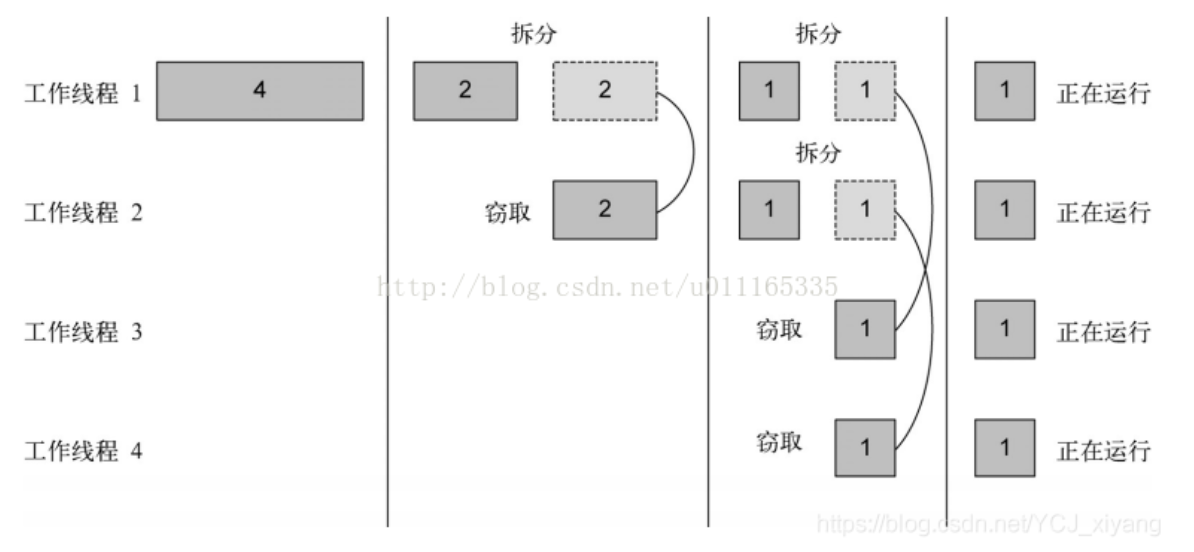 拆分 拆分
工作线程 1 4 2 2 1 1 1 正在运行
拆分
工作线程 2 窃取 2 1 1 1 正在运行
http://blog.csdn.net/u011165335
工作线程 3 窃取 1 1 正在运行
工作线程 4 窃取 1 1 正在运行
https://blog.csdn.net/YCJ_xiyang